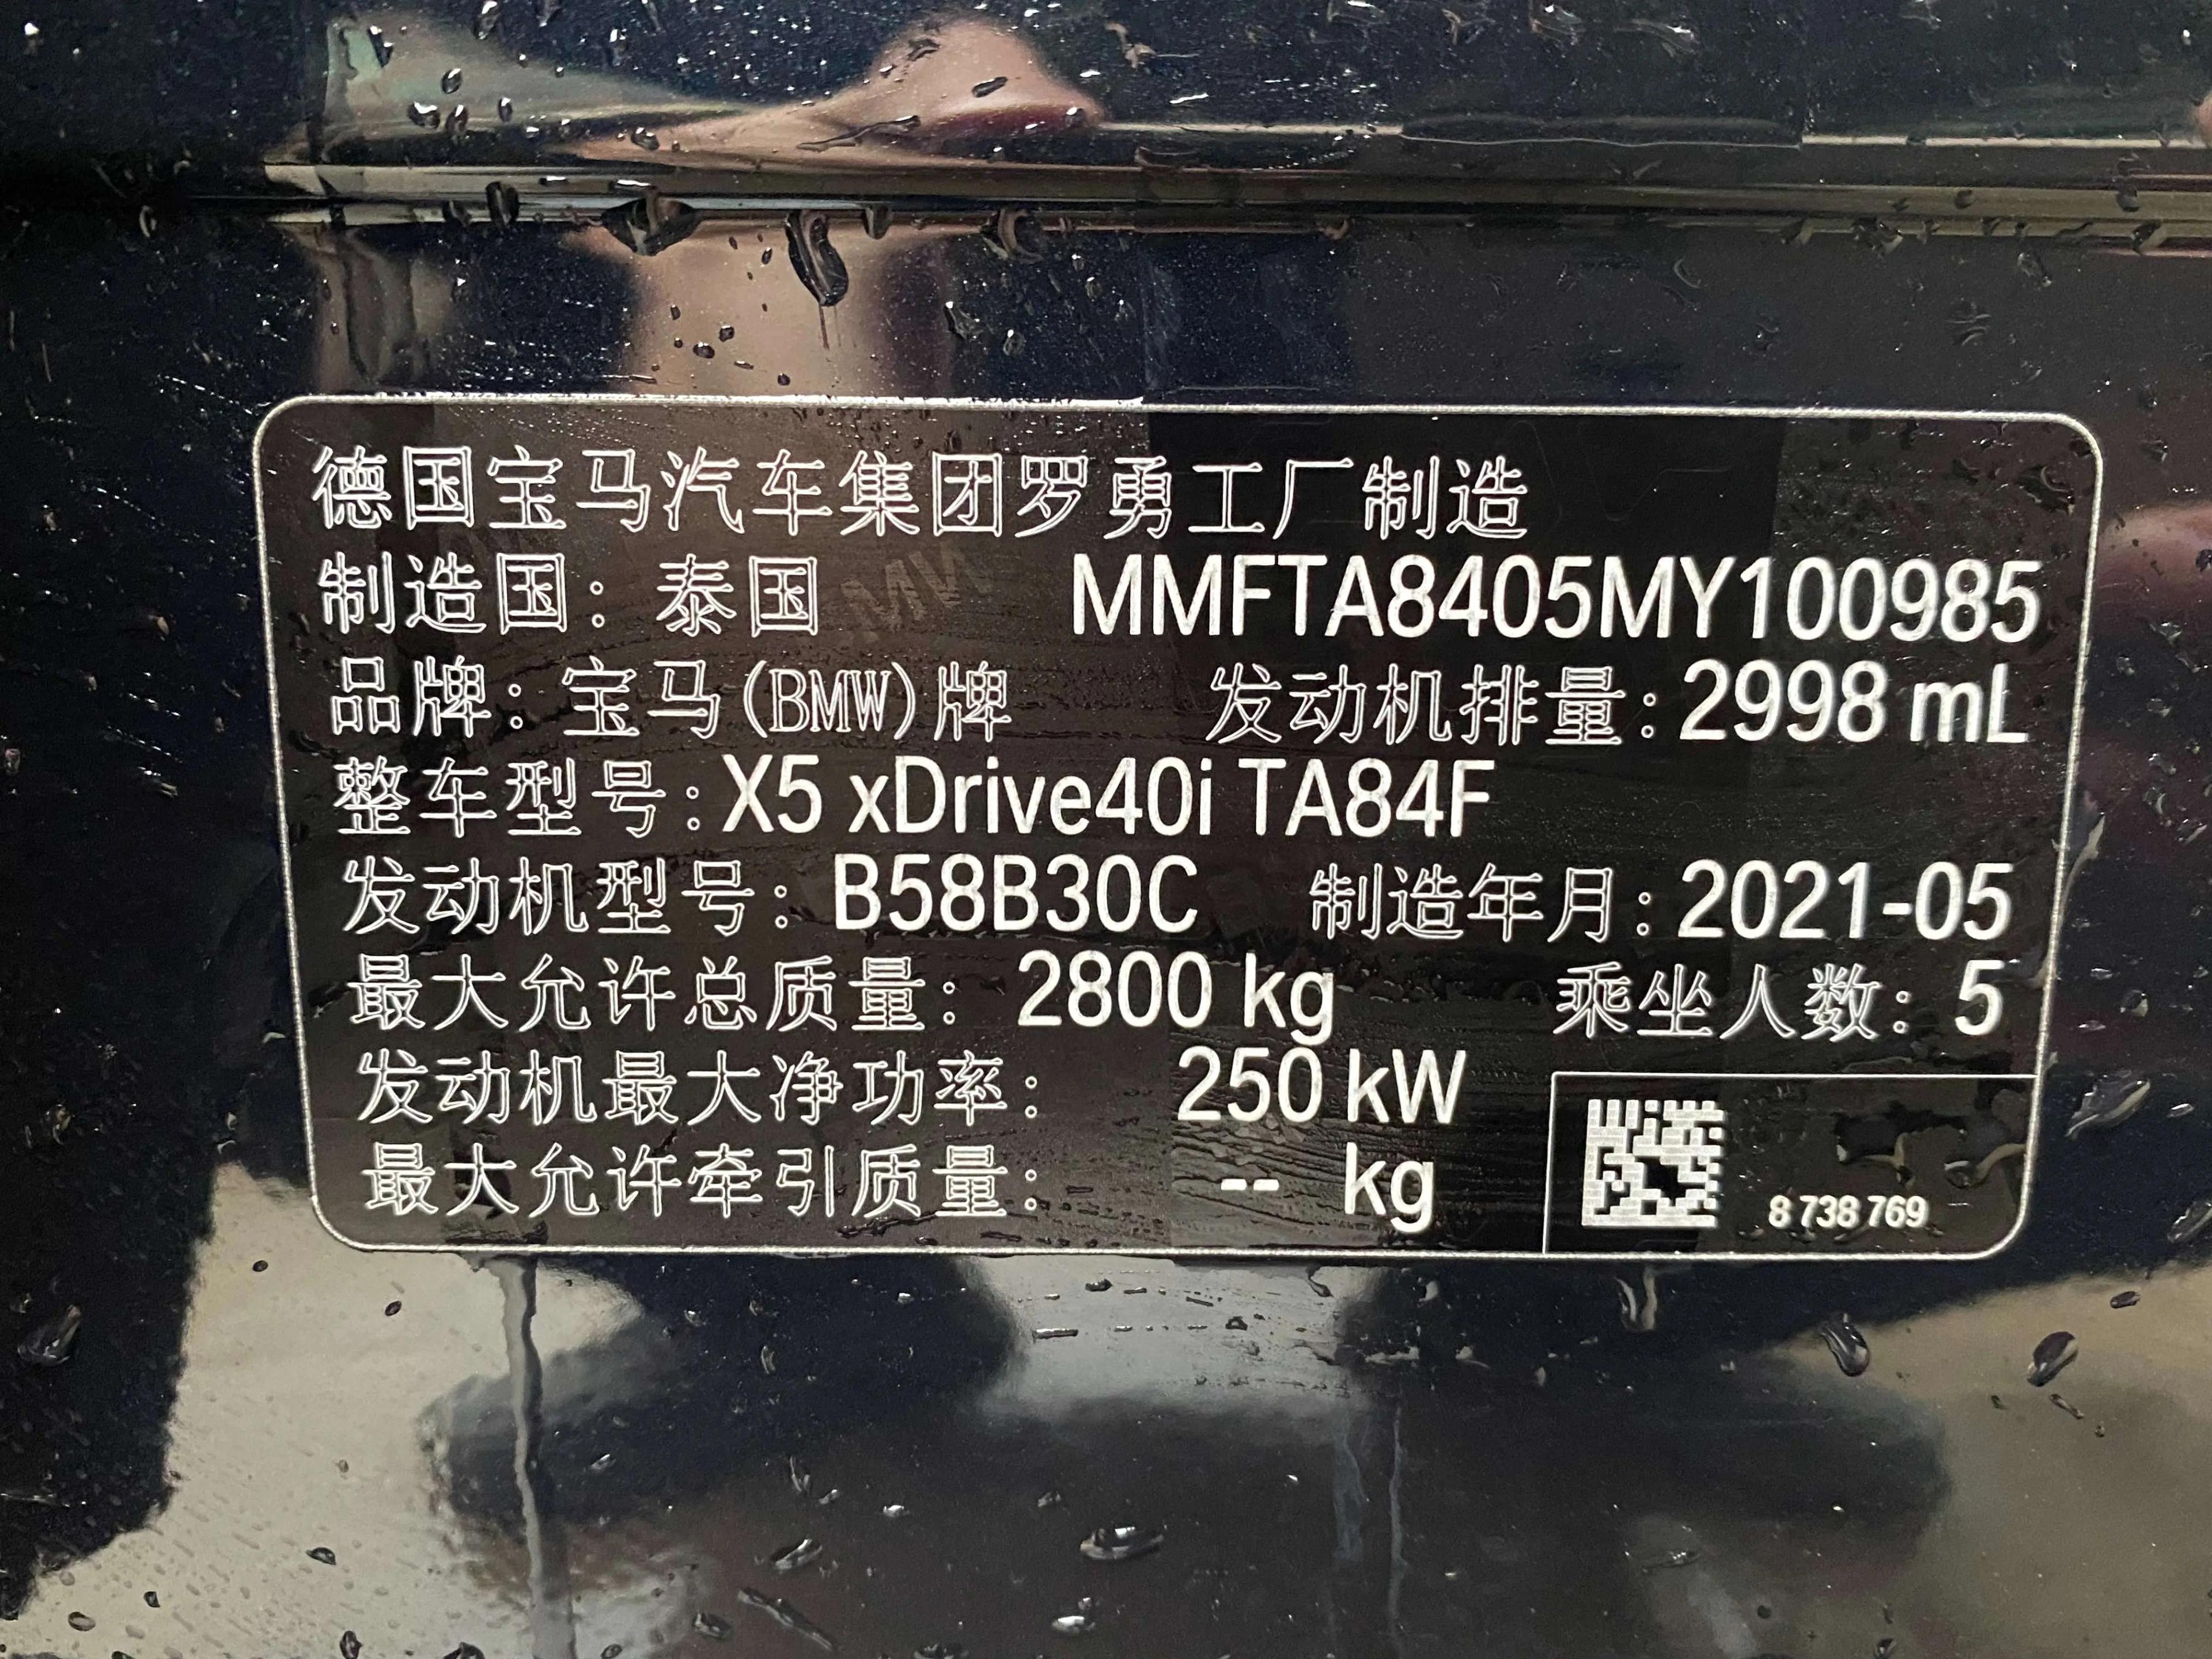 德国宝马汽车集团罗勇工厂制造
制造国：泰国 MMFTA8405MY100985
品牌：宝马(BMW)牌 发动机排量：2998 mL
整车型号：X5 xDrive40i TA84F
发动机型号：B58B30C 制造年月：2021-05
最大允许总质量：2800 kg 乘坐人数：5
发动机最大净功率：250 kW
最大允许牵引质量：-- kg
8 738 769